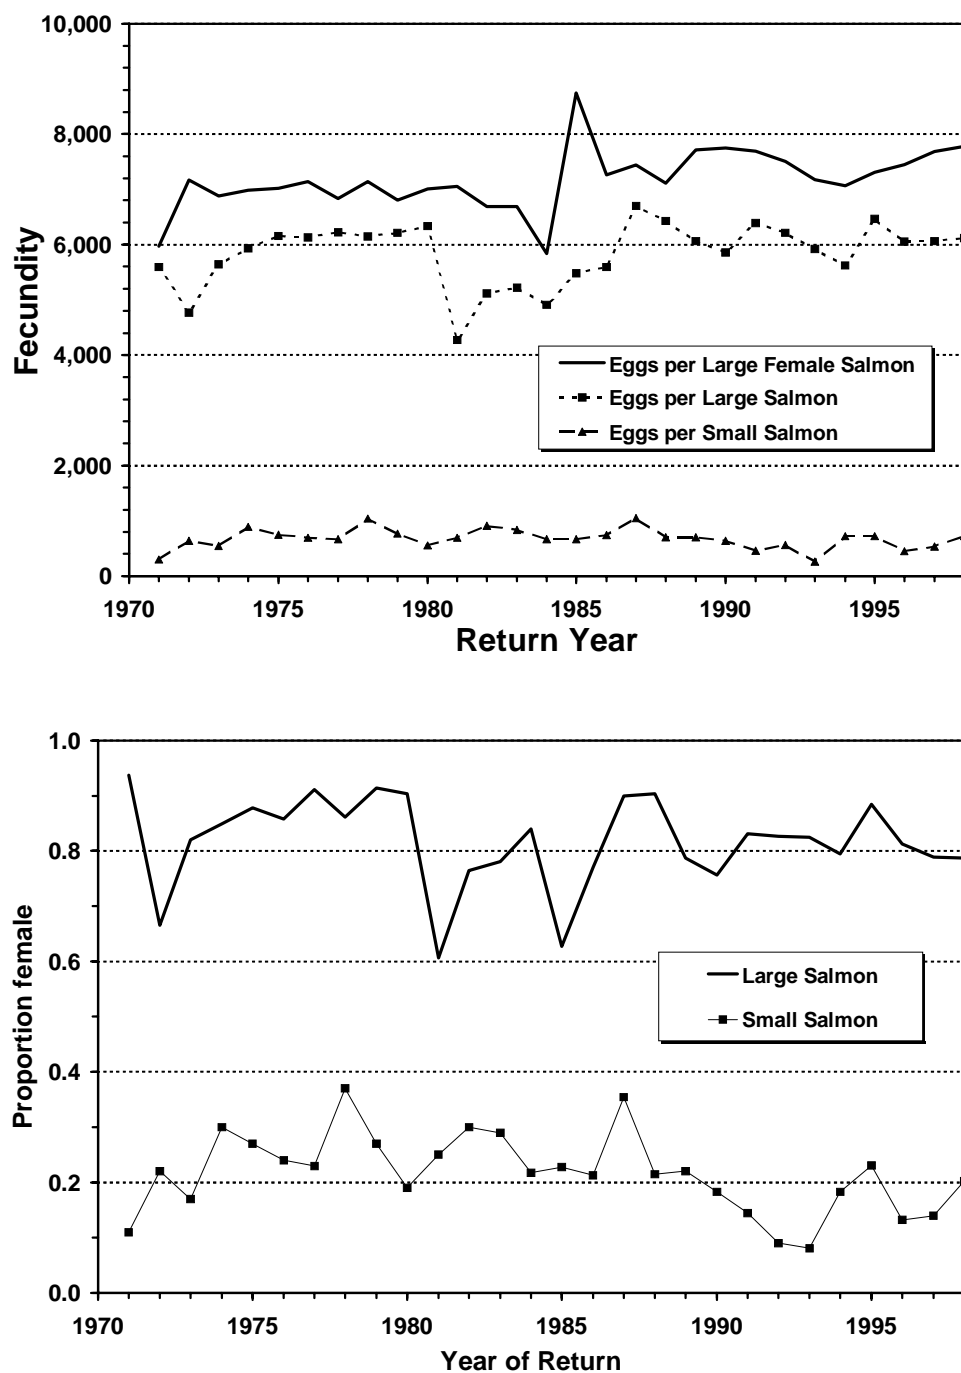 10,000
8,000
6,000
4,000
2,000
0
Fecundity
Eggs per Large Female Salmon
Eggs per Large Salmon
Eggs per Small Salmon
1970 1975 1980 1985 1990 1995
Return Year
1.0
0.8
0.6
0.4
0.2
0.0
Proportion female
Large Salmon
Small Salmon
1970 1975 1980 1985 1990 1995
Year of Return